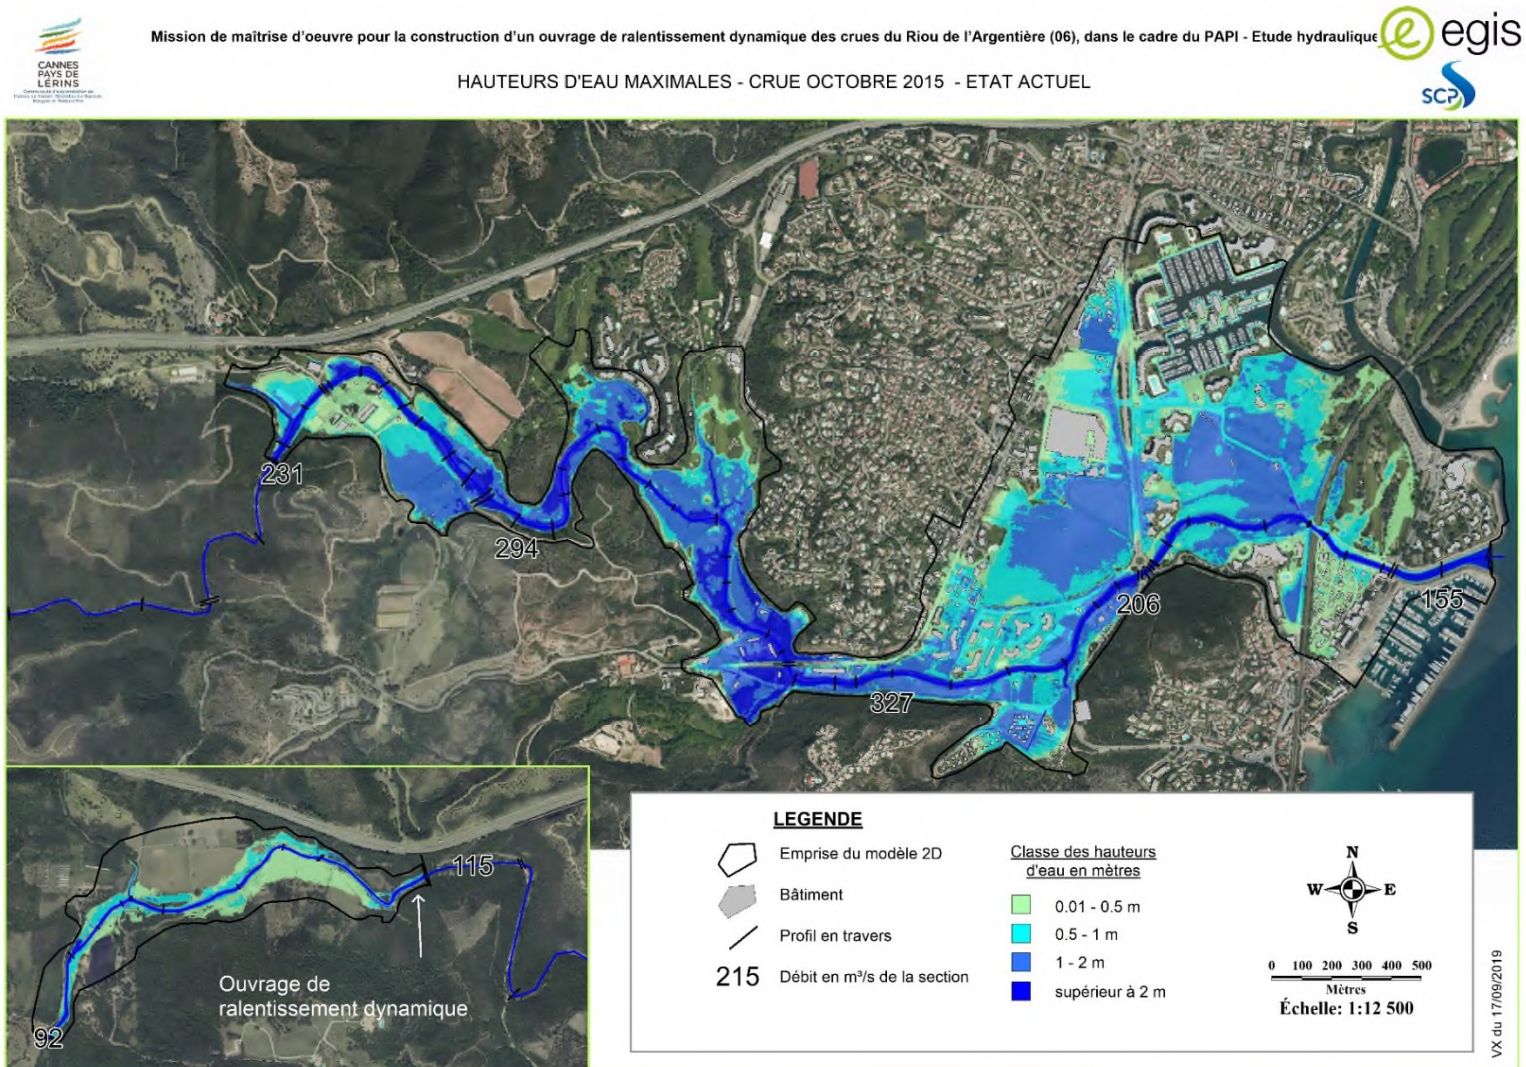 Mission de maîtrise d'oeuvre pour la construction d'un ouvrage de ralentissement dynamique des crues du Riou de l'Argentière (06), dans le cadre du PAPI - Etude hydraulique
egis
CANNES
PAYS DE
LÉRINS
HAUTEURS D'EAU MAXIMALES - CRUE OCTOBRE 2015 - ETAT ACTUEL
SCP
231
294
327
206
155
115
92
Ouvrage de
ralentissement dynamique
LEGENDE
Emprise du modèle 2D
Bâtiment
Profil en travers
215 Débit en m³/s de la section
Classe des hauteurs
d'eau en mètres
0.01 - 0.5 m
0.5 - 1 m
1 - 2 m
supérieur à 2 m
N
W E
S
0 100 200 300 400 500
Mètres
Échelle: 1:12 500
VX du 17/09/2019